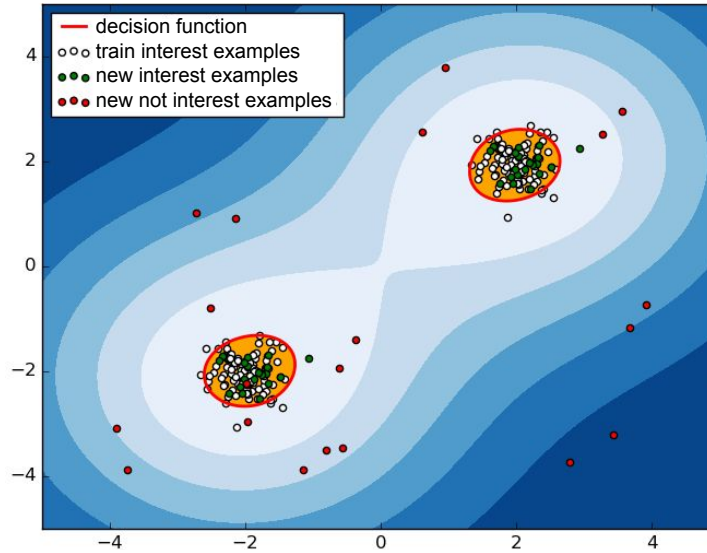 decision function
train interest examples
new interest examples
new not interest examples
4
2
0
−2
−4
−4 −2 0 2 4